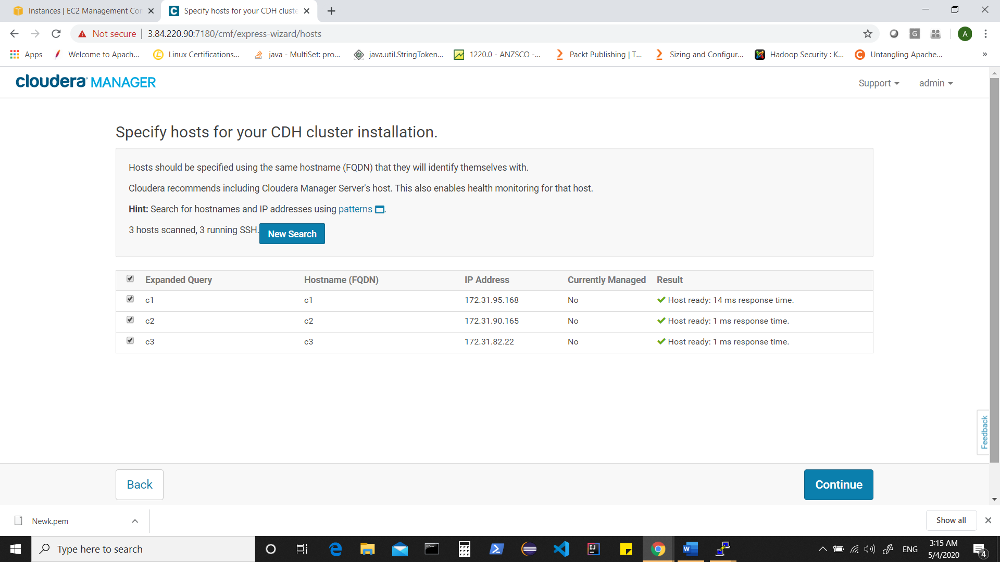 Instances | EC2 Management Con
Specify hosts for your CDH cluste
Not secure
3.84.220.90:7180/cmf/express-wizard/hosts
G
A
Apps
Welcome to Apach...
Linux Certifications...
java - MultiSet: pro...
java.util.StringToken...
1220.0 - ANZSCO -...
Packt Publishing | T...
Sizing and Configur...
Hadoop Security : K...
Untangling Apache...
»
cloudera MANAGER
Support
admin
Specify hosts for your CDH cluster installation.
Hosts should be specified using the same hostname (FQDN) that they will identify themselves with.
Cloudera recommends including Cloudera Manager Server's host. This also enables health monitoring for that host.
Hint: Search for hostnames and IP addresses using patterns .
3 hosts scanned, 3 running SSH. New Search
Expanded Query Hostname (FQDN) IP Address Currently Managed Result
c1 c1 172.31.95.168 No Host ready: 14 ms response time.
c2 c2 172.31.90.165 No Host ready: 1 ms response time.
c3 c3 172.31.82.22 No Host ready: 1 ms response time.
Feedback
Back
Continue
Newk.pem
Show all
Type here to search
ENG
3:15 AM
5/4/2020
4